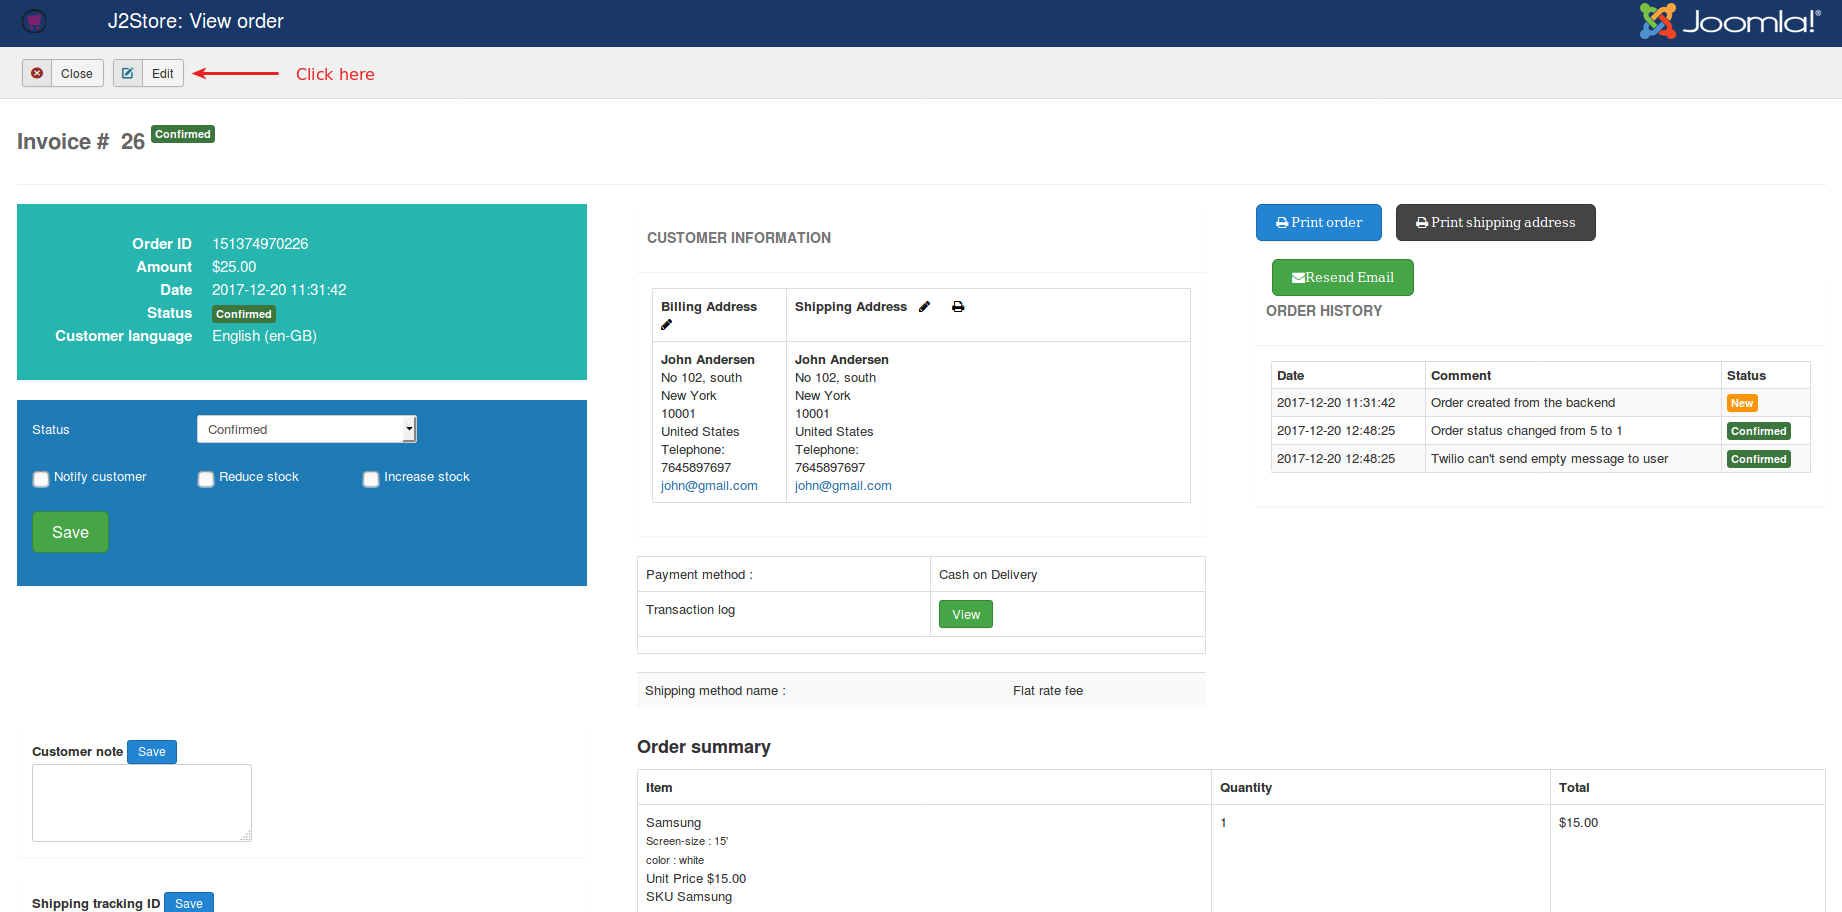 J2Store: View order
Joomla!®
Close
Edit
Click here
Invoice # 26 Confirmed
Order ID 151374970226
Amount $25.00
Date 2017-12-20 11:31:42
Status Confirmed
Customer language English (en-GB)
Status Confirmed
Notify customer
Reduce stock
Increase stock
Save
Customer note Save
Shipping tracking ID Save
CUSTOMER INFORMATION
Billing Address
Shipping Address
John Andersen
No 102, south
New York
10001
United States
Telephone:
7645897697
john@gmail.com
John Andersen
No 102, south
New York
10001
United States
Telephone:
7645897697
john@gmail.com
Payment method : Cash on Delivery
Transaction log View
Shipping method name : Flat rate fee
Print order
Print shipping address
Resend Email
ORDER HISTORY
Date Comment Status
2017-12-20 11:31:42 Order created from the backend New
2017-12-20 12:48:25 Order status changed from 5 to 1 Confirmed
2017-12-20 12:48:25 Twilio can't send empty message to user Confirmed
Order summary
Item Quantity Total
Samsung 1 $15.00
Screen-size : 15'
color : white
Unit Price $15.00
SKU Samsung